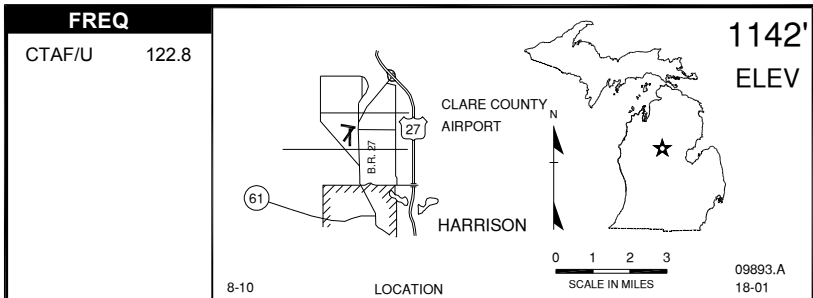 FREQ
CTAF/U 122.8
1142'
ELEV
CLARE COUNTY
AIRPORT
N
27
B.R. 27
61
HARRISON
0 1 2 3
SCALE IN MILES
8-10
LOCATION
09893.A
18-01